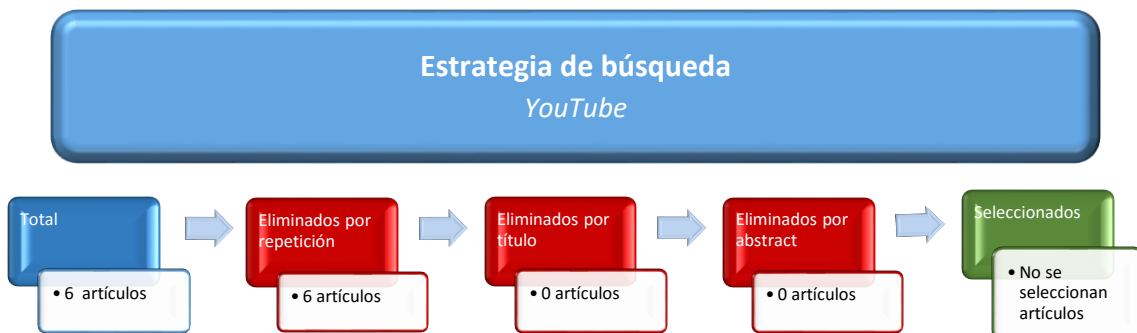 Estrategia de búsqueda
YouTube
Total
• 6 artículos
Eliminados por
repetición
• 6 artículos
Eliminados por
título
• 0 artículos
Eliminados por
abstract
• 0 artículos
Seleccionados
• No se
seleccionan
artículos